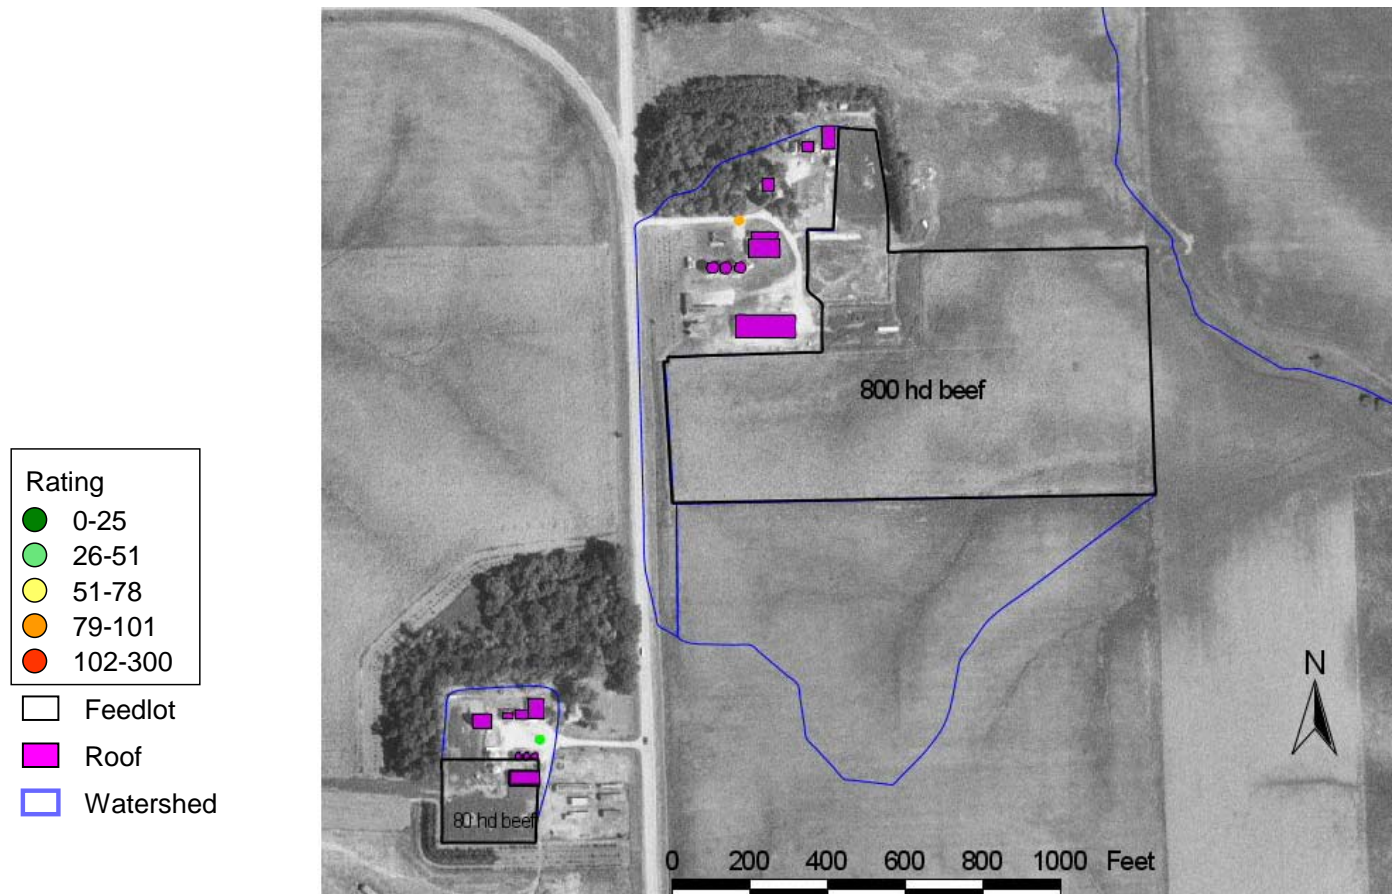 Rating
0-25
26-51
51-78
79-101
102-300
Feedlot
Roof
Watershed
800 hd beef
80 hd beef
N
0 200 400 600 800 1000 Feet